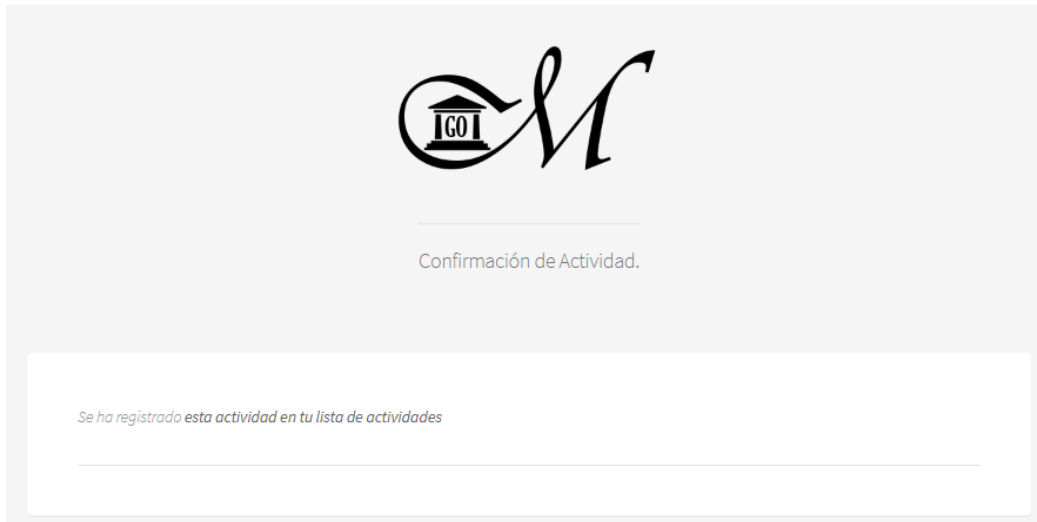 GO
M
Confirmación de Actividad.
Se ha registrado esta actividad en tu lista de actividades